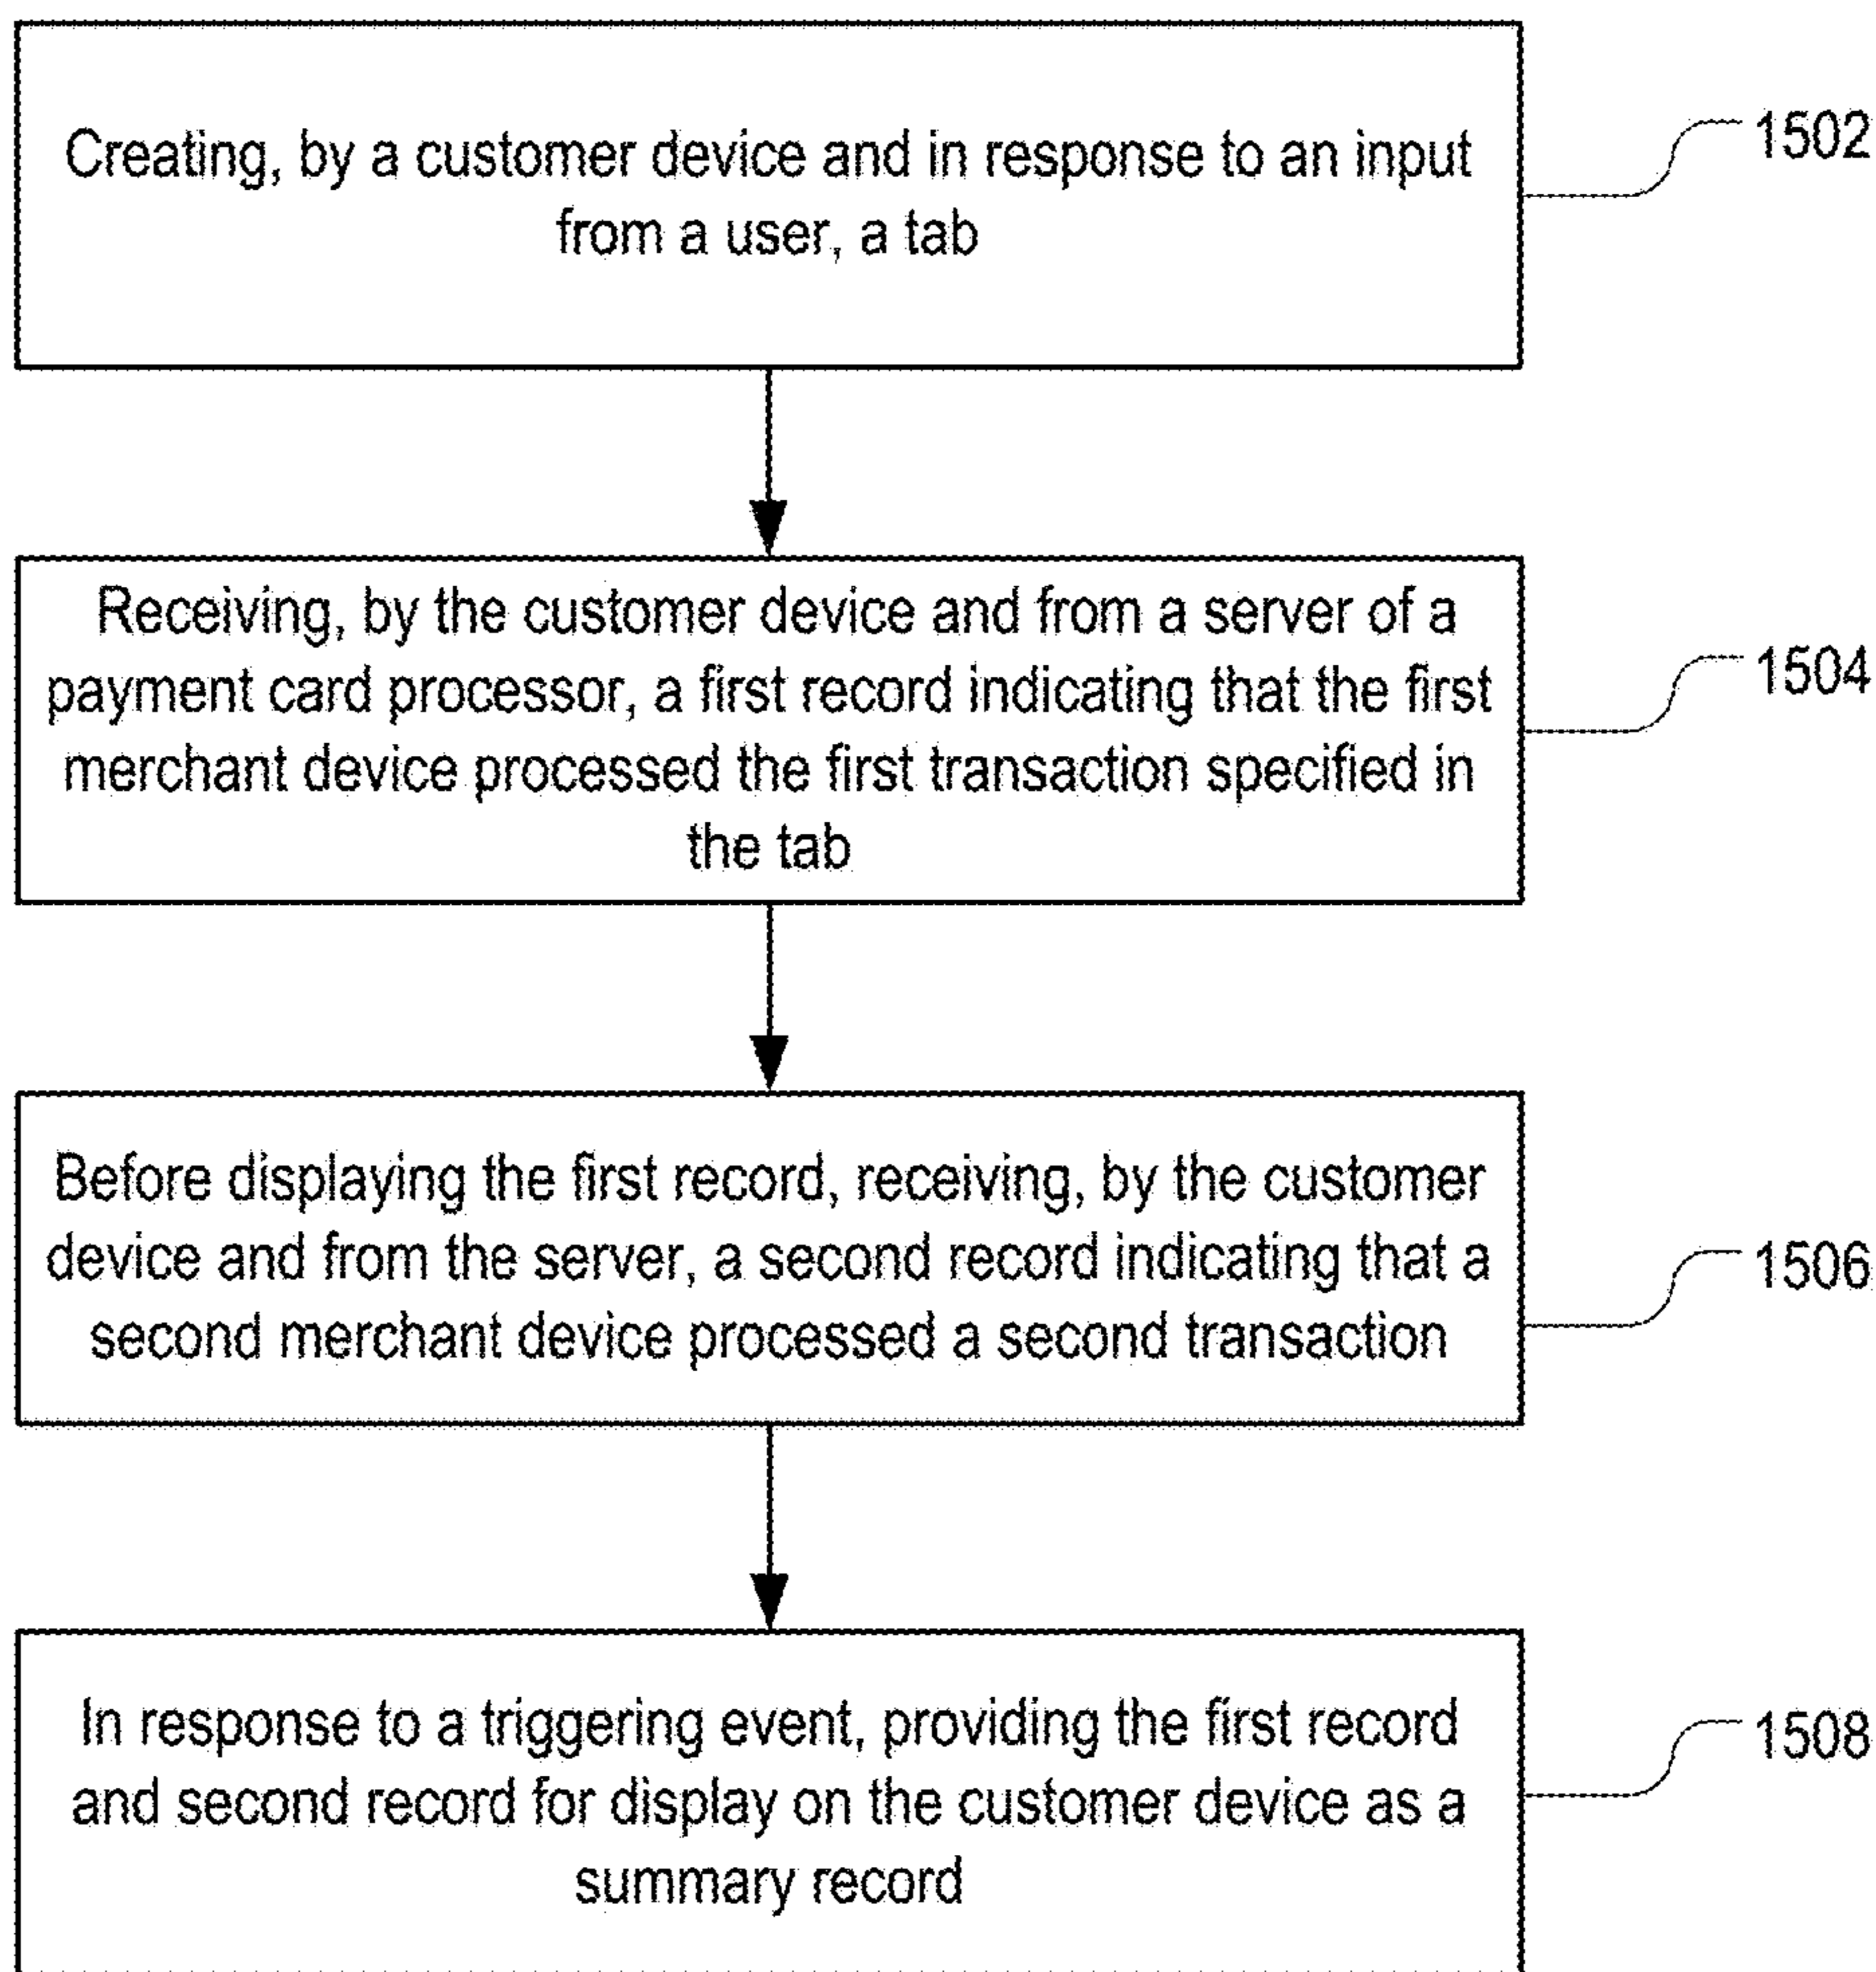 Creating, by a customer device and in response to an input
from a user, a tab
1502
Receiving, by the customer device and from a server of a
payment card processor, a first record indicating that the first
merchant device processed the first transaction specified in
the tab
1504
Before displaying the first record, receiving, by the customer
device and from the server, a second record indicating that a
second merchant device processed a second transaction
1506
In response to a triggering event, providing the first record
and second record for display on the customer device as a
summary record
1508